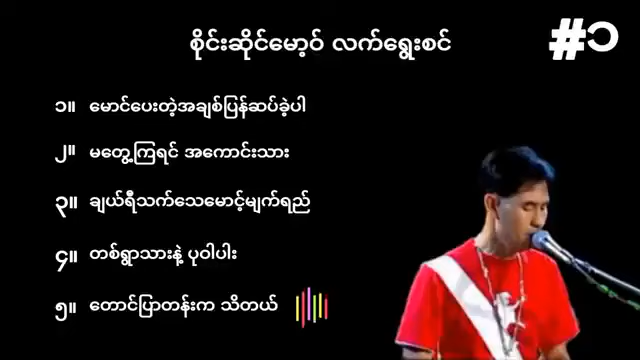 စိုင်းဆိုင်မော့ဝ် လက်ရွေးစင်
#၁
၁။ မောင်ပေးတဲ့အချစ်ပြန်ဆပ်ခဲ့ပါ
၂။ မတွေ့ကြရင် အကောင်းသား
၃။ ချယ်ရီသက်သေမောင့်မျက်ရည်
၄။ တစ်ရွာသားနဲ့ ပုဝါပါး
၅။ တောင်ပြာတန်းက သိတယ်